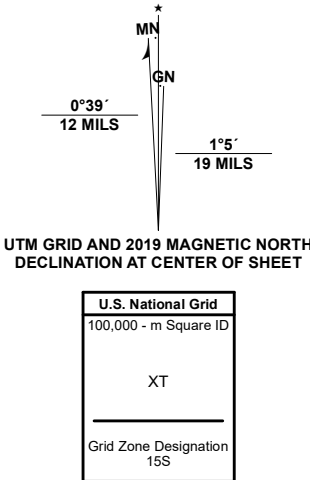 MN
GN
0°39´
12 MILS
1°5´
19 MILS
UTM GRID AND 2019 MAGNETIC NORTH
DECLINATION AT CENTER OF SHEET
U.S. National Grid
100,000 - m Square ID
XT
Grid Zone Designation
15S